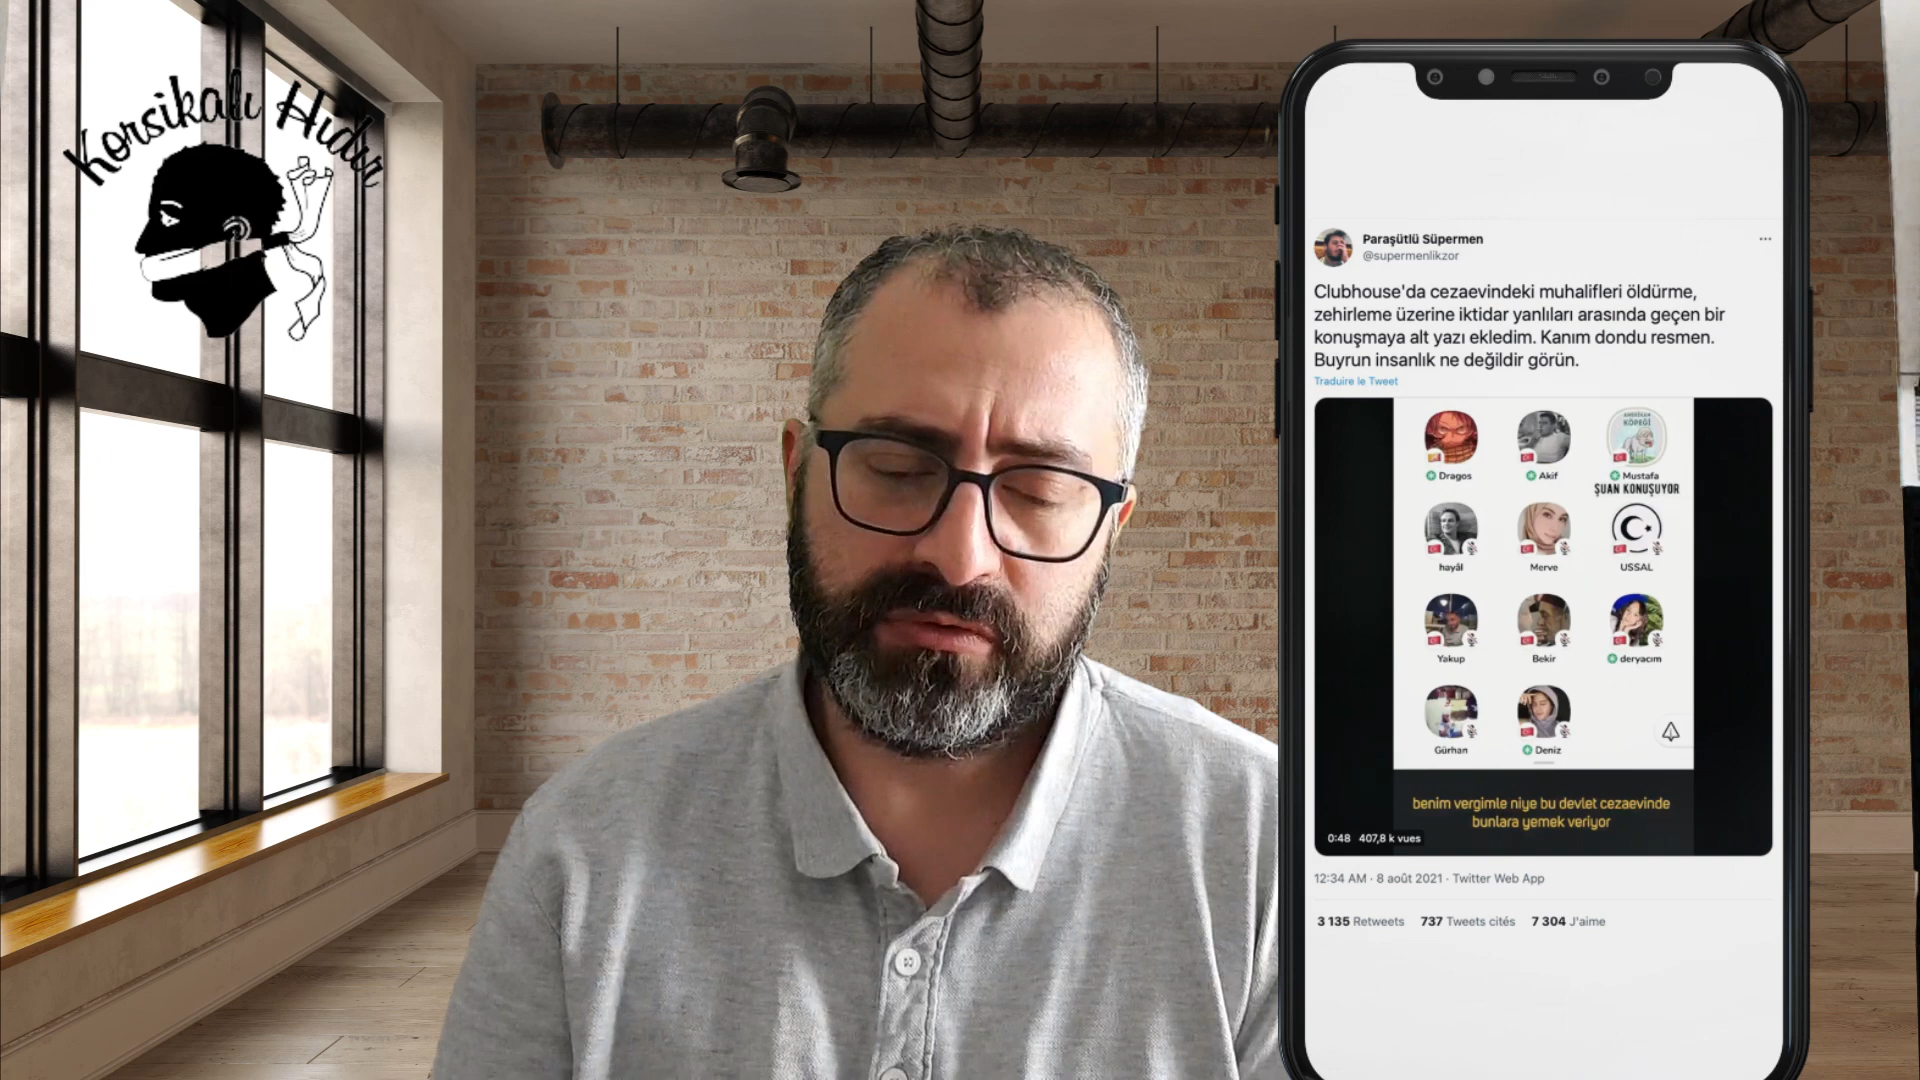 Korsikalı Hıdır
Paraşütlü Süpermen
@supermenlikzor
Clubhouse'da cezaevindeki muhalifleri öldürme,
zehirleme üzerine iktidar yanlıları arasında geçen bir
konuşmaya alt yazı ekledim. Kanım dondu resmen.
Buyrun insanlık ne değildir görün.
Traduire le Tweet
KÖPEĞİ
Dragos
Akif
Mustafa
ŞUAN KONUŞUYOR
hayâl
Merve
USSAL
Yakup
Bekir
deryacım
Gürhan
Deniz
benim vergimle niye bu devlet cezaevinde
bunlara yemek veriyor
0:48 407,8 k vues
12:34 AM · 8 août 2021 · Twitter Web App
3 135 Retweets 737 Tweets cités 7 304 J'aime